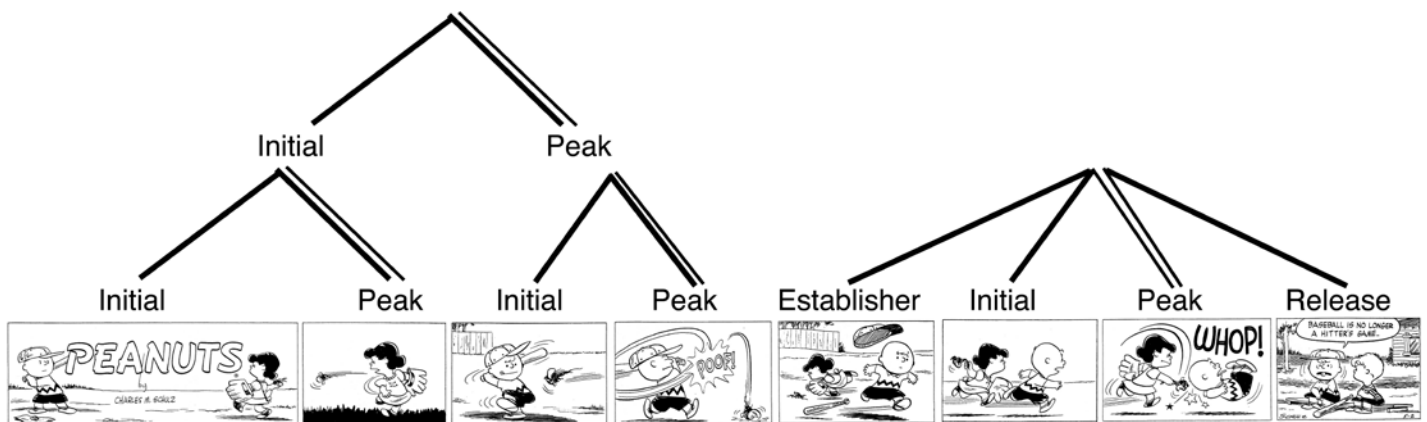 Initial
Peak
Initial
Peak
Initial
Peak
Establisher
Initial
Peak
Release
PEANUTS
by
CHARLES M. SCHULZ
POOF!
WHOP!
BASEBALL IS NO LONGER
A HITTER'S GAME.